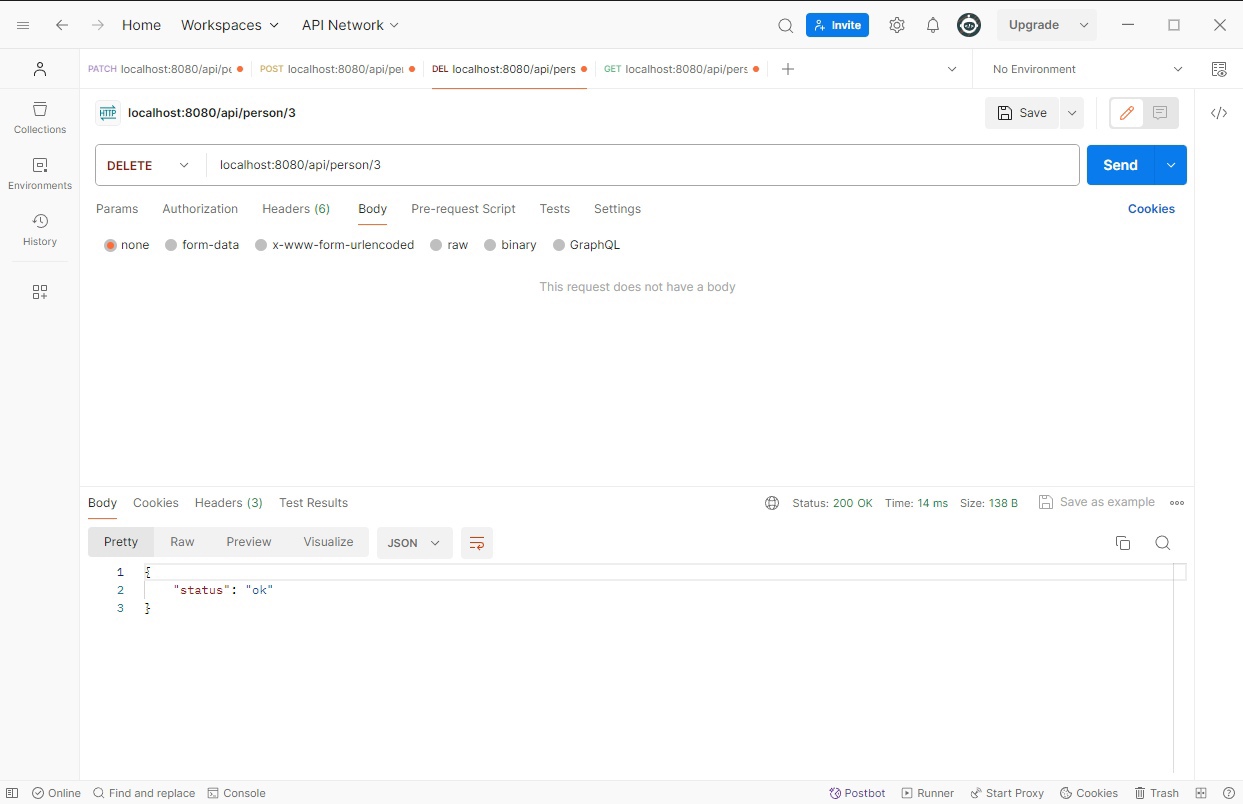 Home Workspaces API Network Invite Upgrade
PATCH localhost:8080/api/pe POST localhost:8080/api/per DEL localhost:8080/api/pers GET localhost:8080/api/pers No Environment
HTTP localhost:8080/api/person/3 Save
Collections
DELETE localhost:8080/api/person/3 Send
Environments
Params Authorization Headers (6) Body Pre-request Script Tests Settings Cookies
History
none form-data x-www-form-urlencoded raw binary GraphQL
This request does not have a body
Body Cookies Headers (3) Test Results Status: 200 OK Time: 14 ms Size: 138 B Save as example
Pretty Raw Preview Visualize JSON
1 {
2 "status": "ok"
3 }
Online Find and replace Console Postbot Runner Start Proxy Cookies Trash